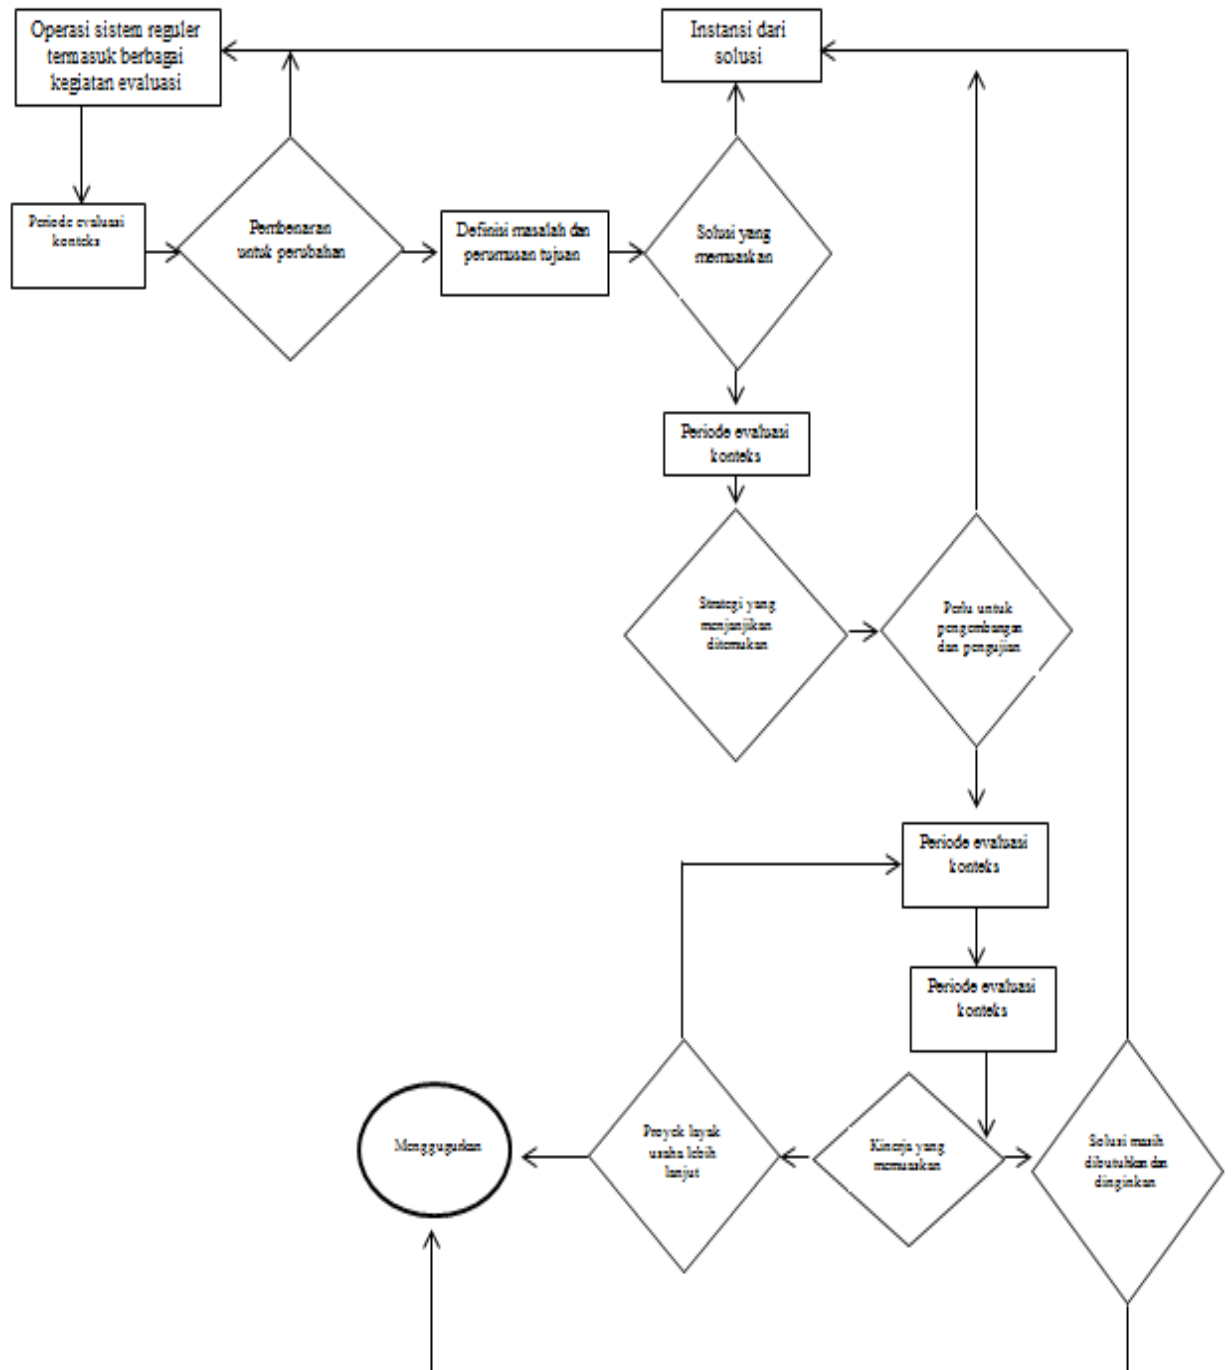 Operasi sistem reguler
termasuk berbagai
kegiatan evaluasi
Instansi dari
solusi
Periode evaluasi
konteks
Pembenaran
untuk perubahan
Definisi masalah dan
perumusan tujuan
Solusi yang
memuaskan
Periode evaluasi
konteks
Strategi yang
menjanjikan
ditemukan
Perlu untuk
pengembangan
dan pengujian
Periode evaluasi
konteks
Periode evaluasi
konteks
Menggugurkan
Proyek layak
usaha lebih
lanjut
Kinerja yang
memuaskan
Solusi masih
dibutuhkan dan
dinginkan